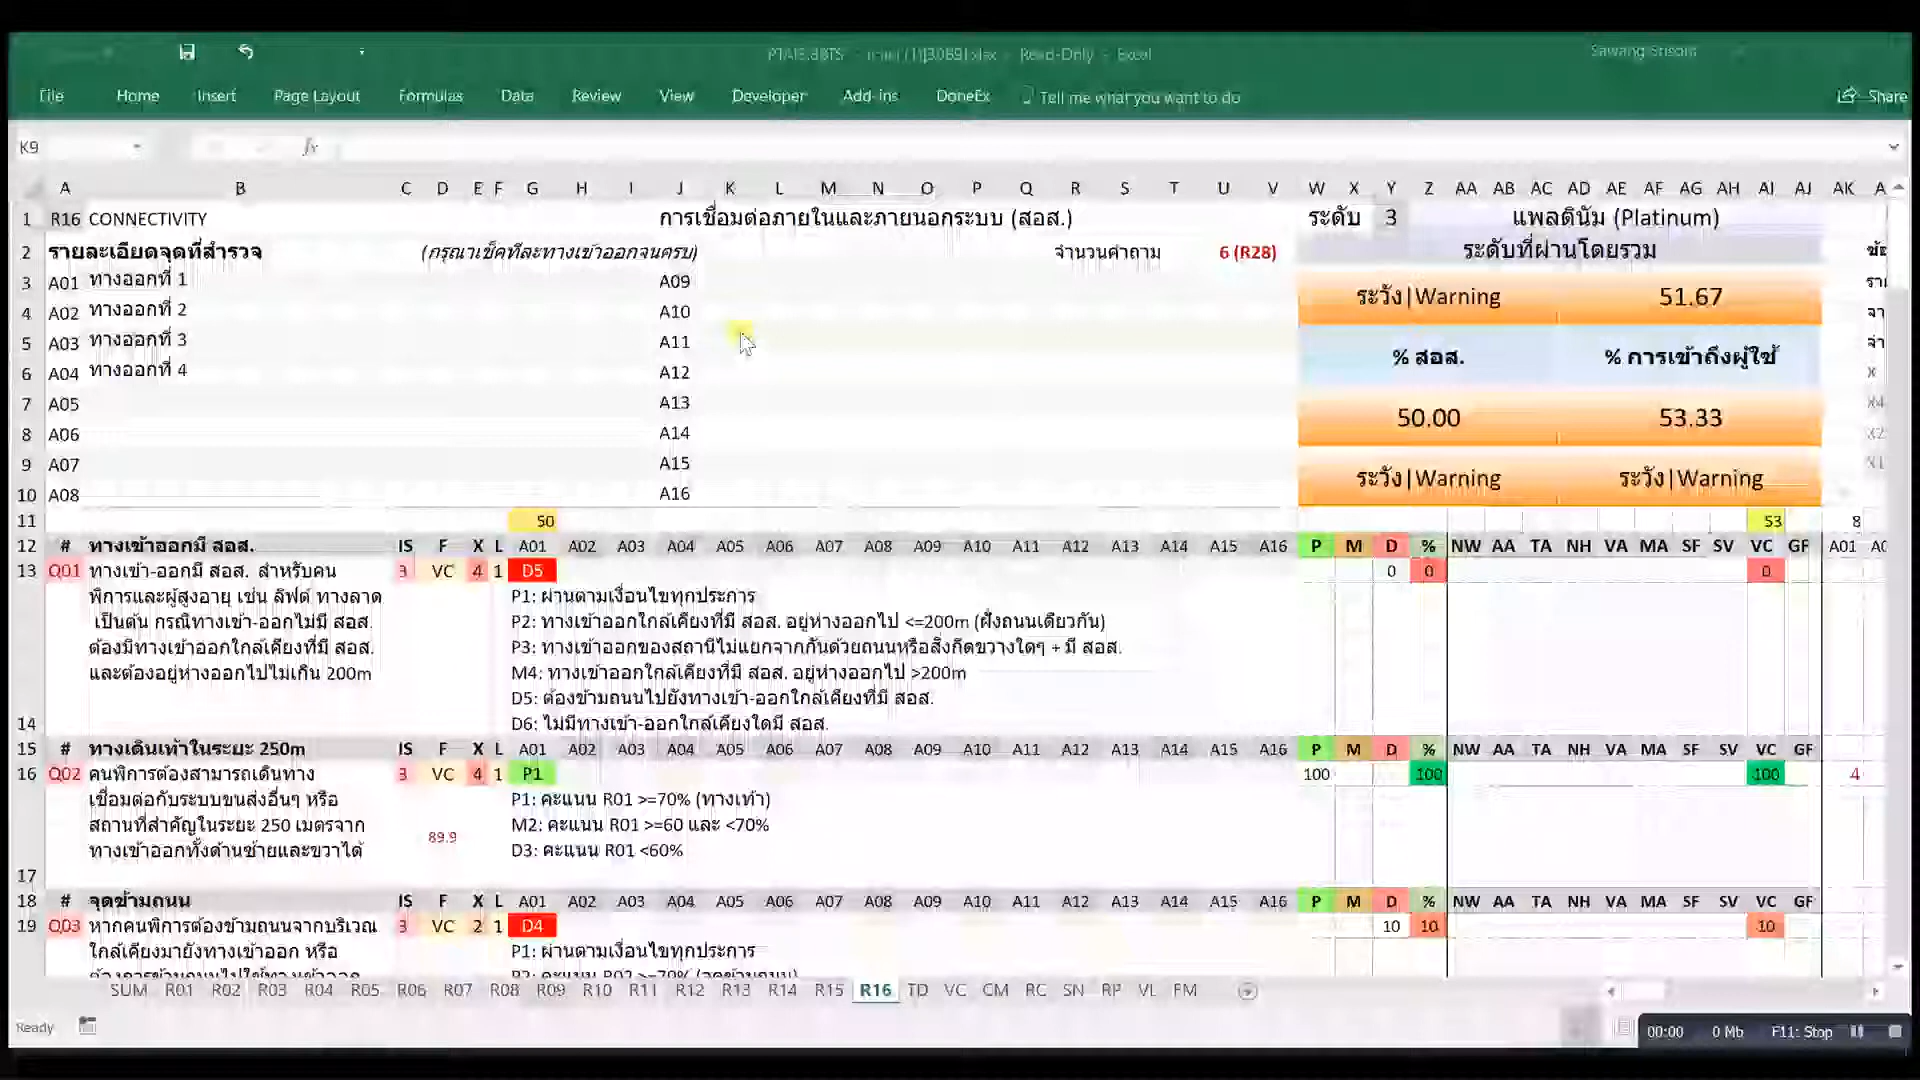 Read-Only - Excel
Sawang Srisom
File Home Insert Page Layout Formulas Data Review View Developer Add-ins DoneEx Tell me what you want to do Share
K9 fx
A B C D E F G H I J K L M N O P Q R S T U V W X Y Z AA AB AC AD AE AF AG AH AI AJ AK A
1 R16 CONNECTIVITY การเชื่อมต่อภายในและภายนอกระบบ (สอส.) ระดับ 3 แพลตินัม (Platinum)
2 รายละเอียดจุดที่สำรวจ (กรุณาเช็คทีละทางเข้าออกจนครบ) จำนวนคำถาม 6 (R28) ระดับที่ผ่านโดยรวม
3 A01 ทางออกที่ 1 A09 ระวัง|Warning 51.67
4 A02 ทางออกที่ 2 A10
5 A03 ทางออกที่ 3 A11 % สอส. % การเข้าถึงผู้ใช้
6 A04 ทางออกที่ 4 A12
7 A05 A13 50.00 53.33
8 A06 A14
9 A07 A15 ระวัง|Warning ระวัง|Warning
10 A08 A16
11 50 53 8
12 # ทางเข้าออกมี สอส. IS F X L A01 A02 A03 A04 A05 A06 A07 A08 A09 A10 A11 A12 A13 A14 A15 A16 P M D % NW AA TA NH VA MA SF SV VC GF A01
13 Q01 ทางเข้า-ออกมี สอส. สำหรับคน 3 VC 4 1 D5 0 0 0
พิการและผู้สูงอายุ เช่น ลิฟต์ ทางลาด P1: ผ่านตามเงื่อนไขทุกประการ
เป็นต้น กรณีทางเข้า-ออกไม่มี สอส. P2: ทางเข้าออกใกล้เคียงที่มี สอส. อยู่ห่างออกไป <=200m (ฝั่งถนนเดียวกัน)
ต้องมีทางเข้าออกใกล้เคียงที่มี สอส. P3: ทางเข้าออกของสถานีไม่แยกจากกันด้วยถนนหรือสิ่งกีดขวางใดๆ + มี สอส.
และต้องอยู่ห่างออกไปไม่เกิน 200m M4: ทางเข้าออกใกล้เคียงที่มี สอส. อยู่ห่างออกไป >200m
D5: ต้องข้ามถนนไปยังทางเข้า-ออกใกล้เคียงที่มี สอส.
14 D6: ไม่มีทางเข้า-ออกใกล้เคียงใดมี สอส.
15 # ทางเดินเท้าในระยะ 250m IS F X L A01 A02 A03 A04 A05 A06 A07 A08 A09 A10 A11 A12 A13 A14 A15 A16 P M D % NW AA TA NH VA MA SF SV VC GF
16 Q02 คนพิการต้องสามารถเดินทาง 3 VC 4 1 P1 100 100 100 4
เชื่อมต่อกับระบบขนส่งอื่นๆ หรือ P1: คะแนน R01 >=70% (ทางเท้า)
สถานที่สำคัญในระยะ 250 เมตรจาก 89.9 M2: คะแนน R01 >=60 และ <70%
ทางเข้าออกทั้งด้านซ้ายและขวาได้ D3: คะแนน R01 <60%
17
18 # จุดข้ามถนน IS F X L A01 A02 A03 A04 A05 A06 A07 A08 A09 A10 A11 A12 A13 A14 A15 A16 P M D % NW AA TA NH VA MA SF SV VC GF
19 Q03 หากคนพิการต้องข้ามถนนจากบริเวณ 3 VC 2 1 D4 10 10 10
ใกล้เคียงมายังทางเข้าออก หรือ P1: ผ่านตามเงื่อนไขทุกประการ
SUM R01 R02 R03 R04 R05 R06 R07 R08 R09 R10 R11 R12 R13 R14 R15 R16 TD VC CM RC SN RP VL FM
Ready 00:00 0 Mb F11: Stop